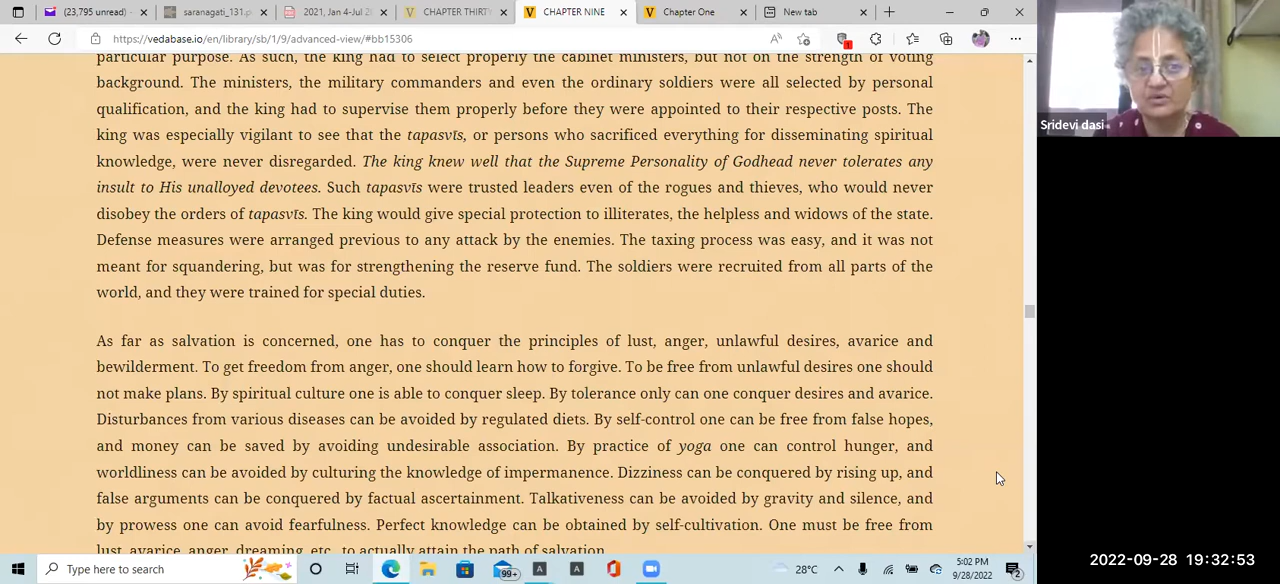 (23,795 unread) -
saranagati_131.p
2021, Jan 4-Jul 2
CHAPTER THIRTY
CHAPTER NINE
Chapter One
New tab
https://vedabase.io/en/library/sb/1/9/advanced-view/#bb15306
particular purpose. As such, the king had to select properly the cabinet ministers, but not on the strength of voting
background. The ministers, the military commanders and even the ordinary soldiers were all selected by personal
qualification, and the king had to supervise them properly before they were appointed to their respective posts. The
king was especially vigilant to see that the tapasvīs, or persons who sacrificed everything for disseminating spiritual
knowledge, were never disregarded. The king knew well that the Supreme Personality of Godhead never tolerates any
insult to His unalloyed devotees. Such tapasvīs were trusted leaders even of the rogues and thieves, who would never
disobey the orders of tapasvīs. The king would give special protection to illiterates, the helpless and widows of the state.
Defense measures were arranged previous to any attack by the enemies. The taxing process was easy, and it was not
meant for squandering, but was for strengthening the reserve fund. The soldiers were recruited from all parts of the
world, and they were trained for special duties.
As far as salvation is concerned, one has to conquer the principles of lust, anger, unlawful desires, avarice and
bewilderment. To get freedom from anger, one should learn how to forgive. To be free from unlawful desires one should
not make plans. By spiritual culture one is able to conquer sleep. By tolerance only can one conquer desires and avarice.
Disturbances from various diseases can be avoided by regulated diets. By self-control one can be free from false hopes,
and money can be saved by avoiding undesirable association. By practice of yoga one can control hunger, and
worldliness can be avoided by culturing the knowledge of impermanence. Dizziness can be conquered by rising up, and
false arguments can be conquered by factual ascertainment. Talkativeness can be avoided by gravity and silence, and
by prowess one can avoid fearfulness. Perfect knowledge can be obtained by self-cultivation. One must be free from
lust, avarice, anger, dreaming, etc., to actually attain the path of salvation.
Sridevi dasi
Type here to search
99+
28°C
5:02 PM
9/28/2022
2022-09-28 19:32:53